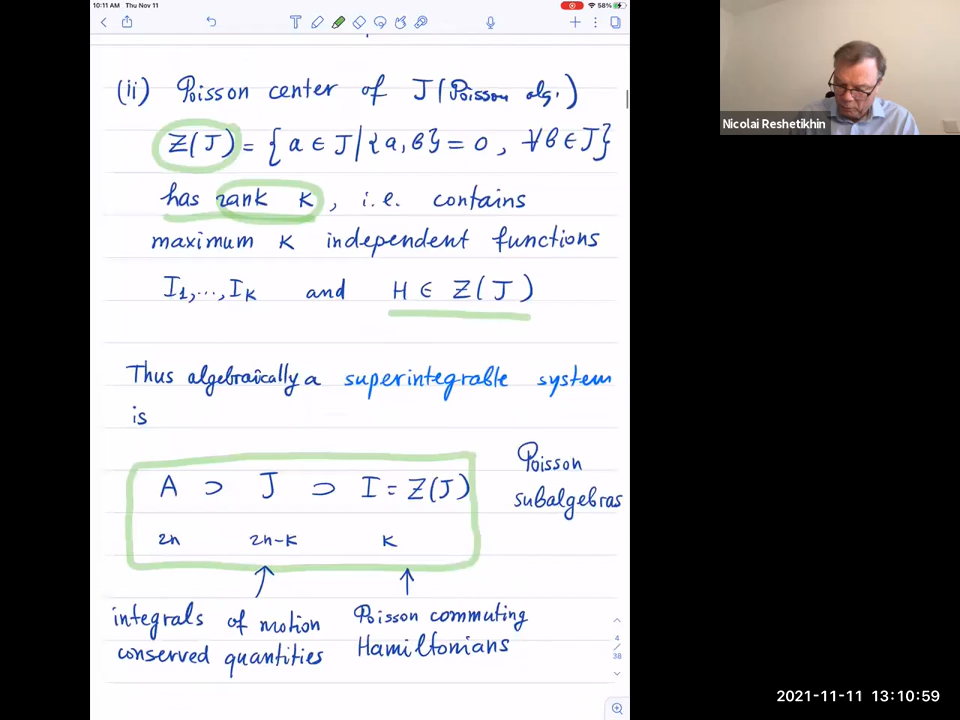 10:11 AM Thu Nov 11
58%
(ii) Poisson center of J (Poisson alg.)
Z(J) = { a ∈ J | {a, b} = 0, ∀b ∈ J }
has rank k, i.e. contains
maximum k independent functions
I₁, ..., Iₖ and H ∈ Z(J)
Thus algebraically a superintegrable system
is
A ⊃ J ⊃ I = Z(J)
2n 2n-k k
Poisson
subalgebras
integrals of motion
conserved quantities
Poisson commuting
Hamiltonians
4
/
38
Nicolai Reshetikhin
2021-11-11 13:10:59